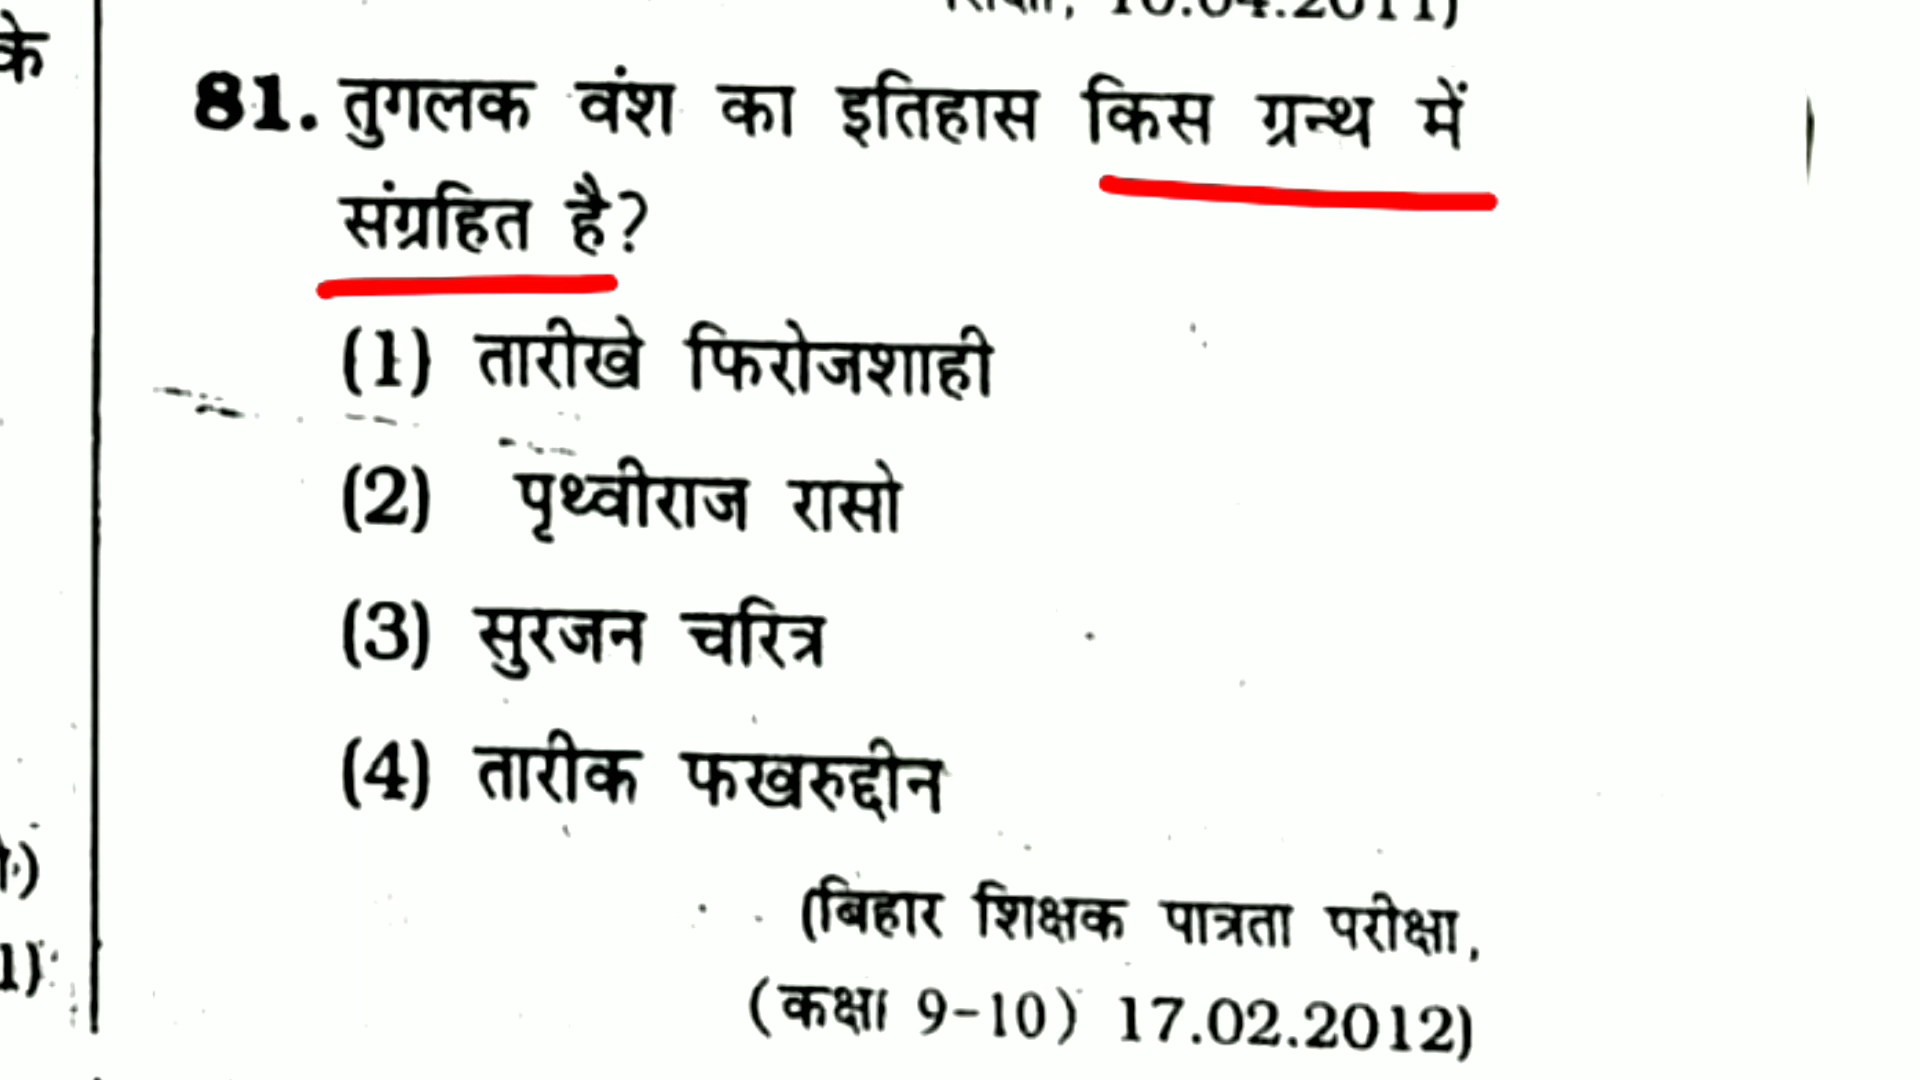 के
81. तुगलक वंश का इतिहास किस ग्रन्थ में
संग्रहित है?
(1) तारीखे फिरोजशाही
(2) पृथ्वीराज रासो
(3) सुरजन चरित्र
(4) तारीक फखरुद्दीन
(बिहार शिक्षक पात्रता परीक्षा,
(कक्षा 9-10) 17.02.2012)